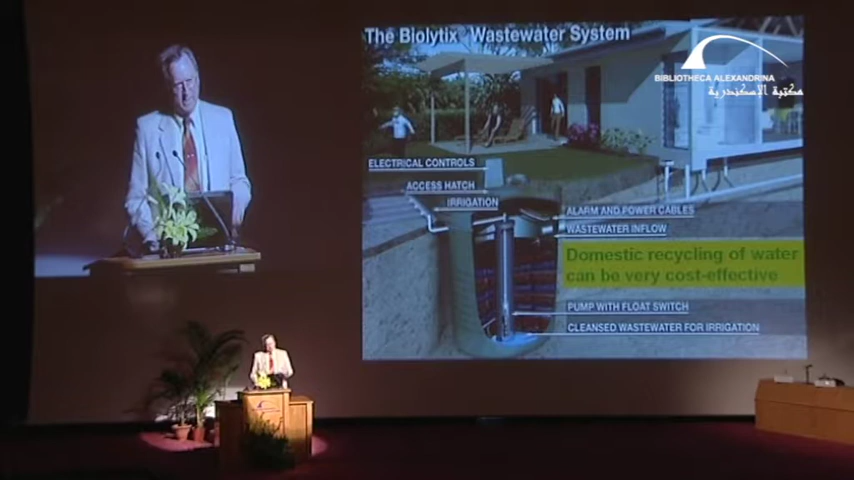 The Biolytix Wastewater System
BIBLIOTHECA ALEXANDRINA
مكتبة الإسكندرية
ELECTRICAL CONTROLS
ACCESS HATCH
IRRIGATION
ALARM AND POWER CABLES
WASTEWATER INFLOW
Domestic recycling of water
can be very cost-effective
PUMP WITH FLOAT SWITCH
CLEANSED WASTEWATER FOR IRRIGATION